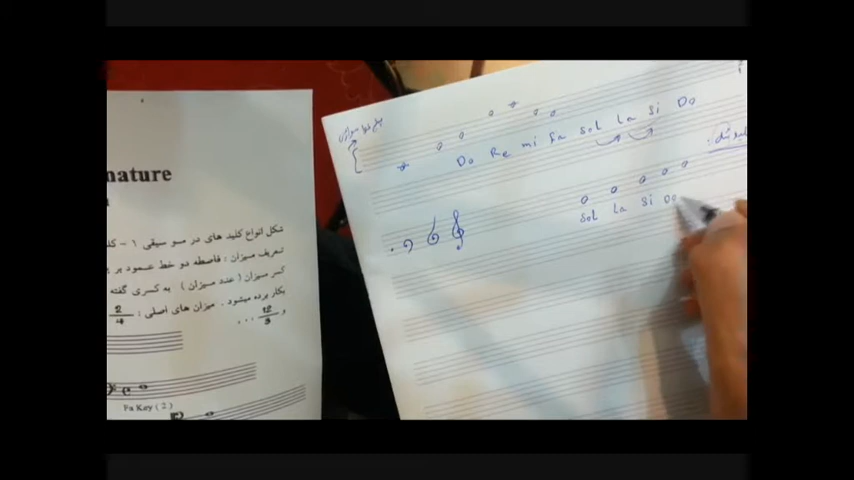 nature
شکل انواع کلید های در موسیقی ۱ - کل
تعریف میزان : فاصله دو خط عمود بر پ
کسر میزان ( عدد میزان ) به کسری گفته
بکار برده میشود . میزان های اصلی : 2/4
و 12/3 ...
Fa Key ( 2 )
Do Re mi Fa Sol La Si Do
Sol La Si Do